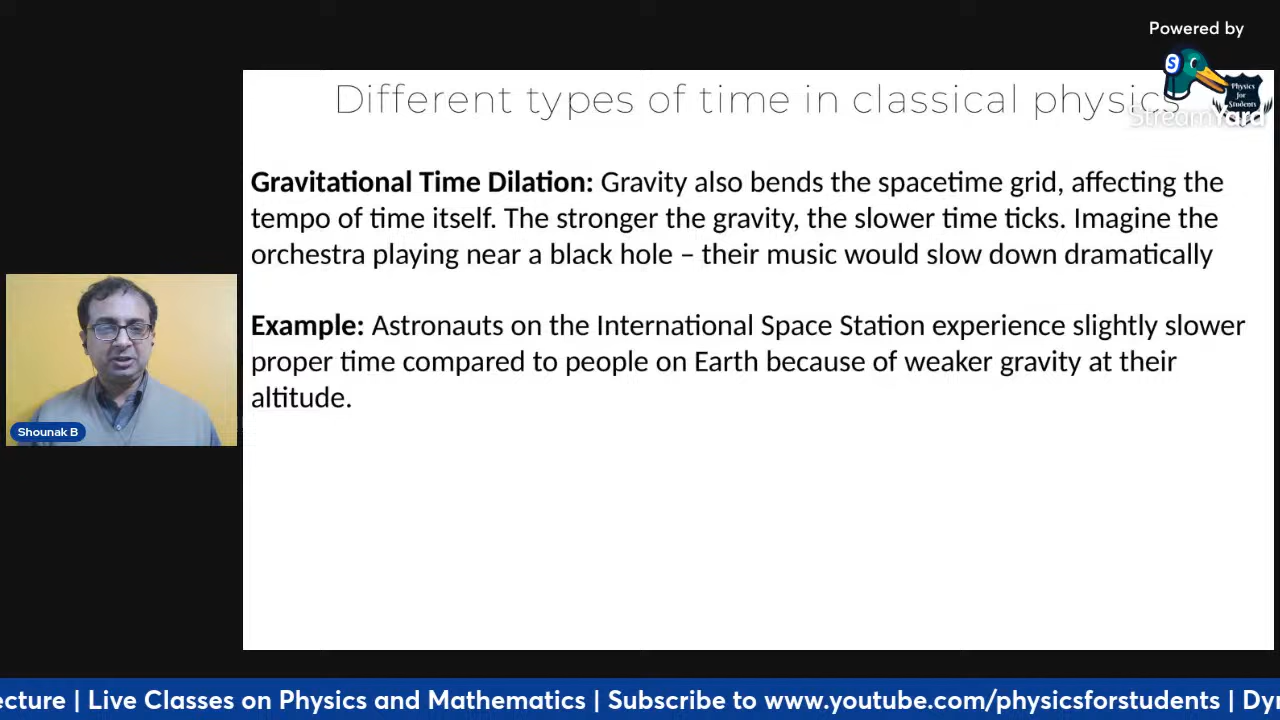 Powered by
S
Physics
for
Students
StreamYard
Different types of time in classical physics
Gravitational Time Dilation: Gravity also bends the spacetime grid, affecting the
tempo of time itself. The stronger the gravity, the slower time ticks. Imagine the
orchestra playing near a black hole – their music would slow down dramatically
Example: Astronauts on the International Space Station experience slightly slower
proper time compared to people on Earth because of weaker gravity at their
altitude.
Shounak B
ecture | Live Classes on Physics and Mathematics | Subscribe to www.youtube.com/physicsforstudents | Dy